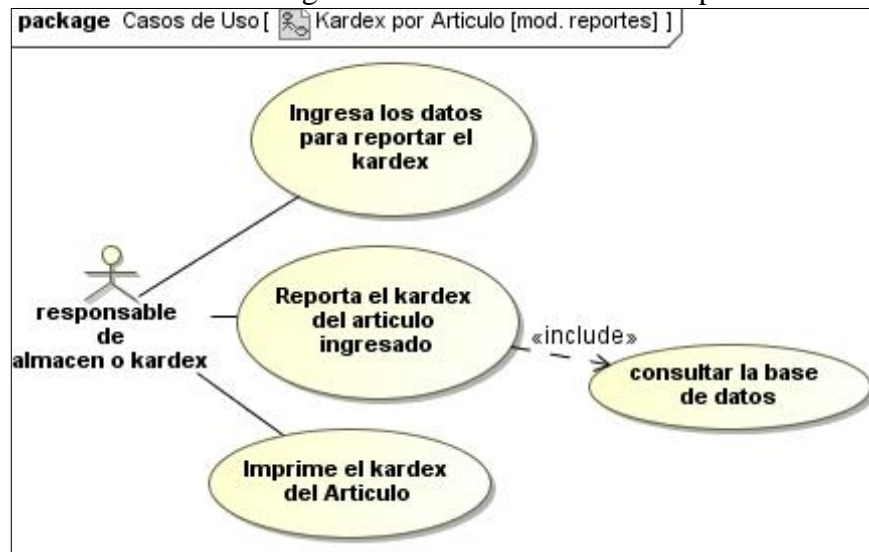 package Casos de Uso[ Kardex por Articulo [mod. reportes] ]
Ingresa los datos
para reportar el
kardex
responsable
de
almacen o kardex
Reporta el kardex
del articulo
ingresado
«include»
consultar la base
de datos
Imprime el kardex
del Articulo